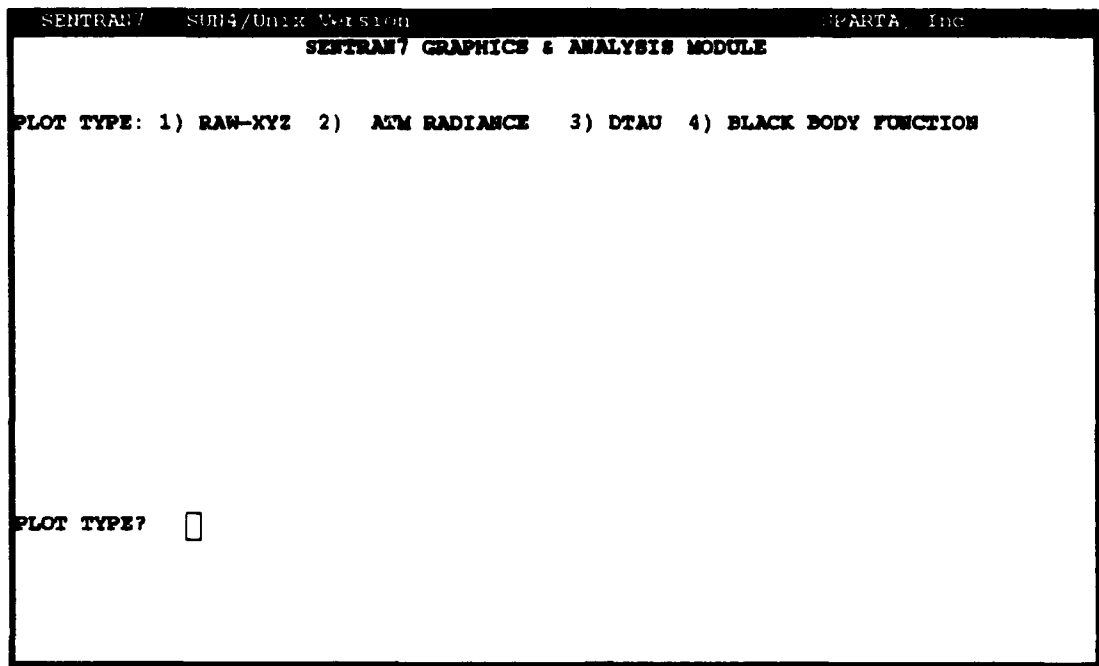 SENTRAN7 SUN4/Unix Version SPARTA, Inc
SENTRAN7 GRAPHICS & ANALYSIS MODULE
PLOT TYPE: 1) RAW-XYZ 2) ATM RADIANCE 3) DTAU 4) BLACK BODY FUNCTION
PLOT TYPE?